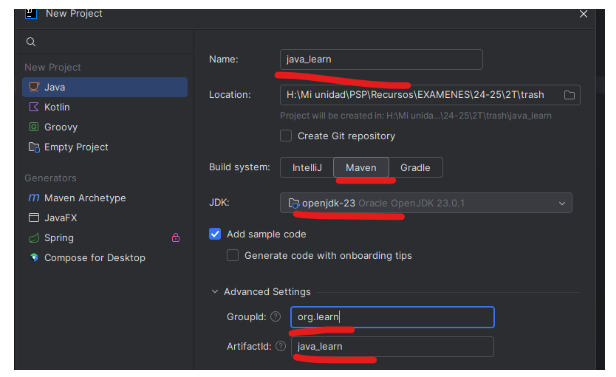 New Project
New Project
Java
Kotlin
Groovy
Empty Project
Generators
Maven Archetype
JavaFX
Spring
Compose for Desktop
Name: java_learn
Location: H:\Mi unidad\PSP\Recursos\EXAMENES\24-25\2T\trash
Project will be created in: H:\Mi unida...\24-25\2T\trash\java_learn
Create Git repository
Build system: IntelliJ Maven Gradle
JDK: openjdk-23 Oracle OpenJDK 23.0.1
Add sample code
Generate code with onboarding tips
Advanced Settings
GroupId: org.learn
ArtifactId: java_learn